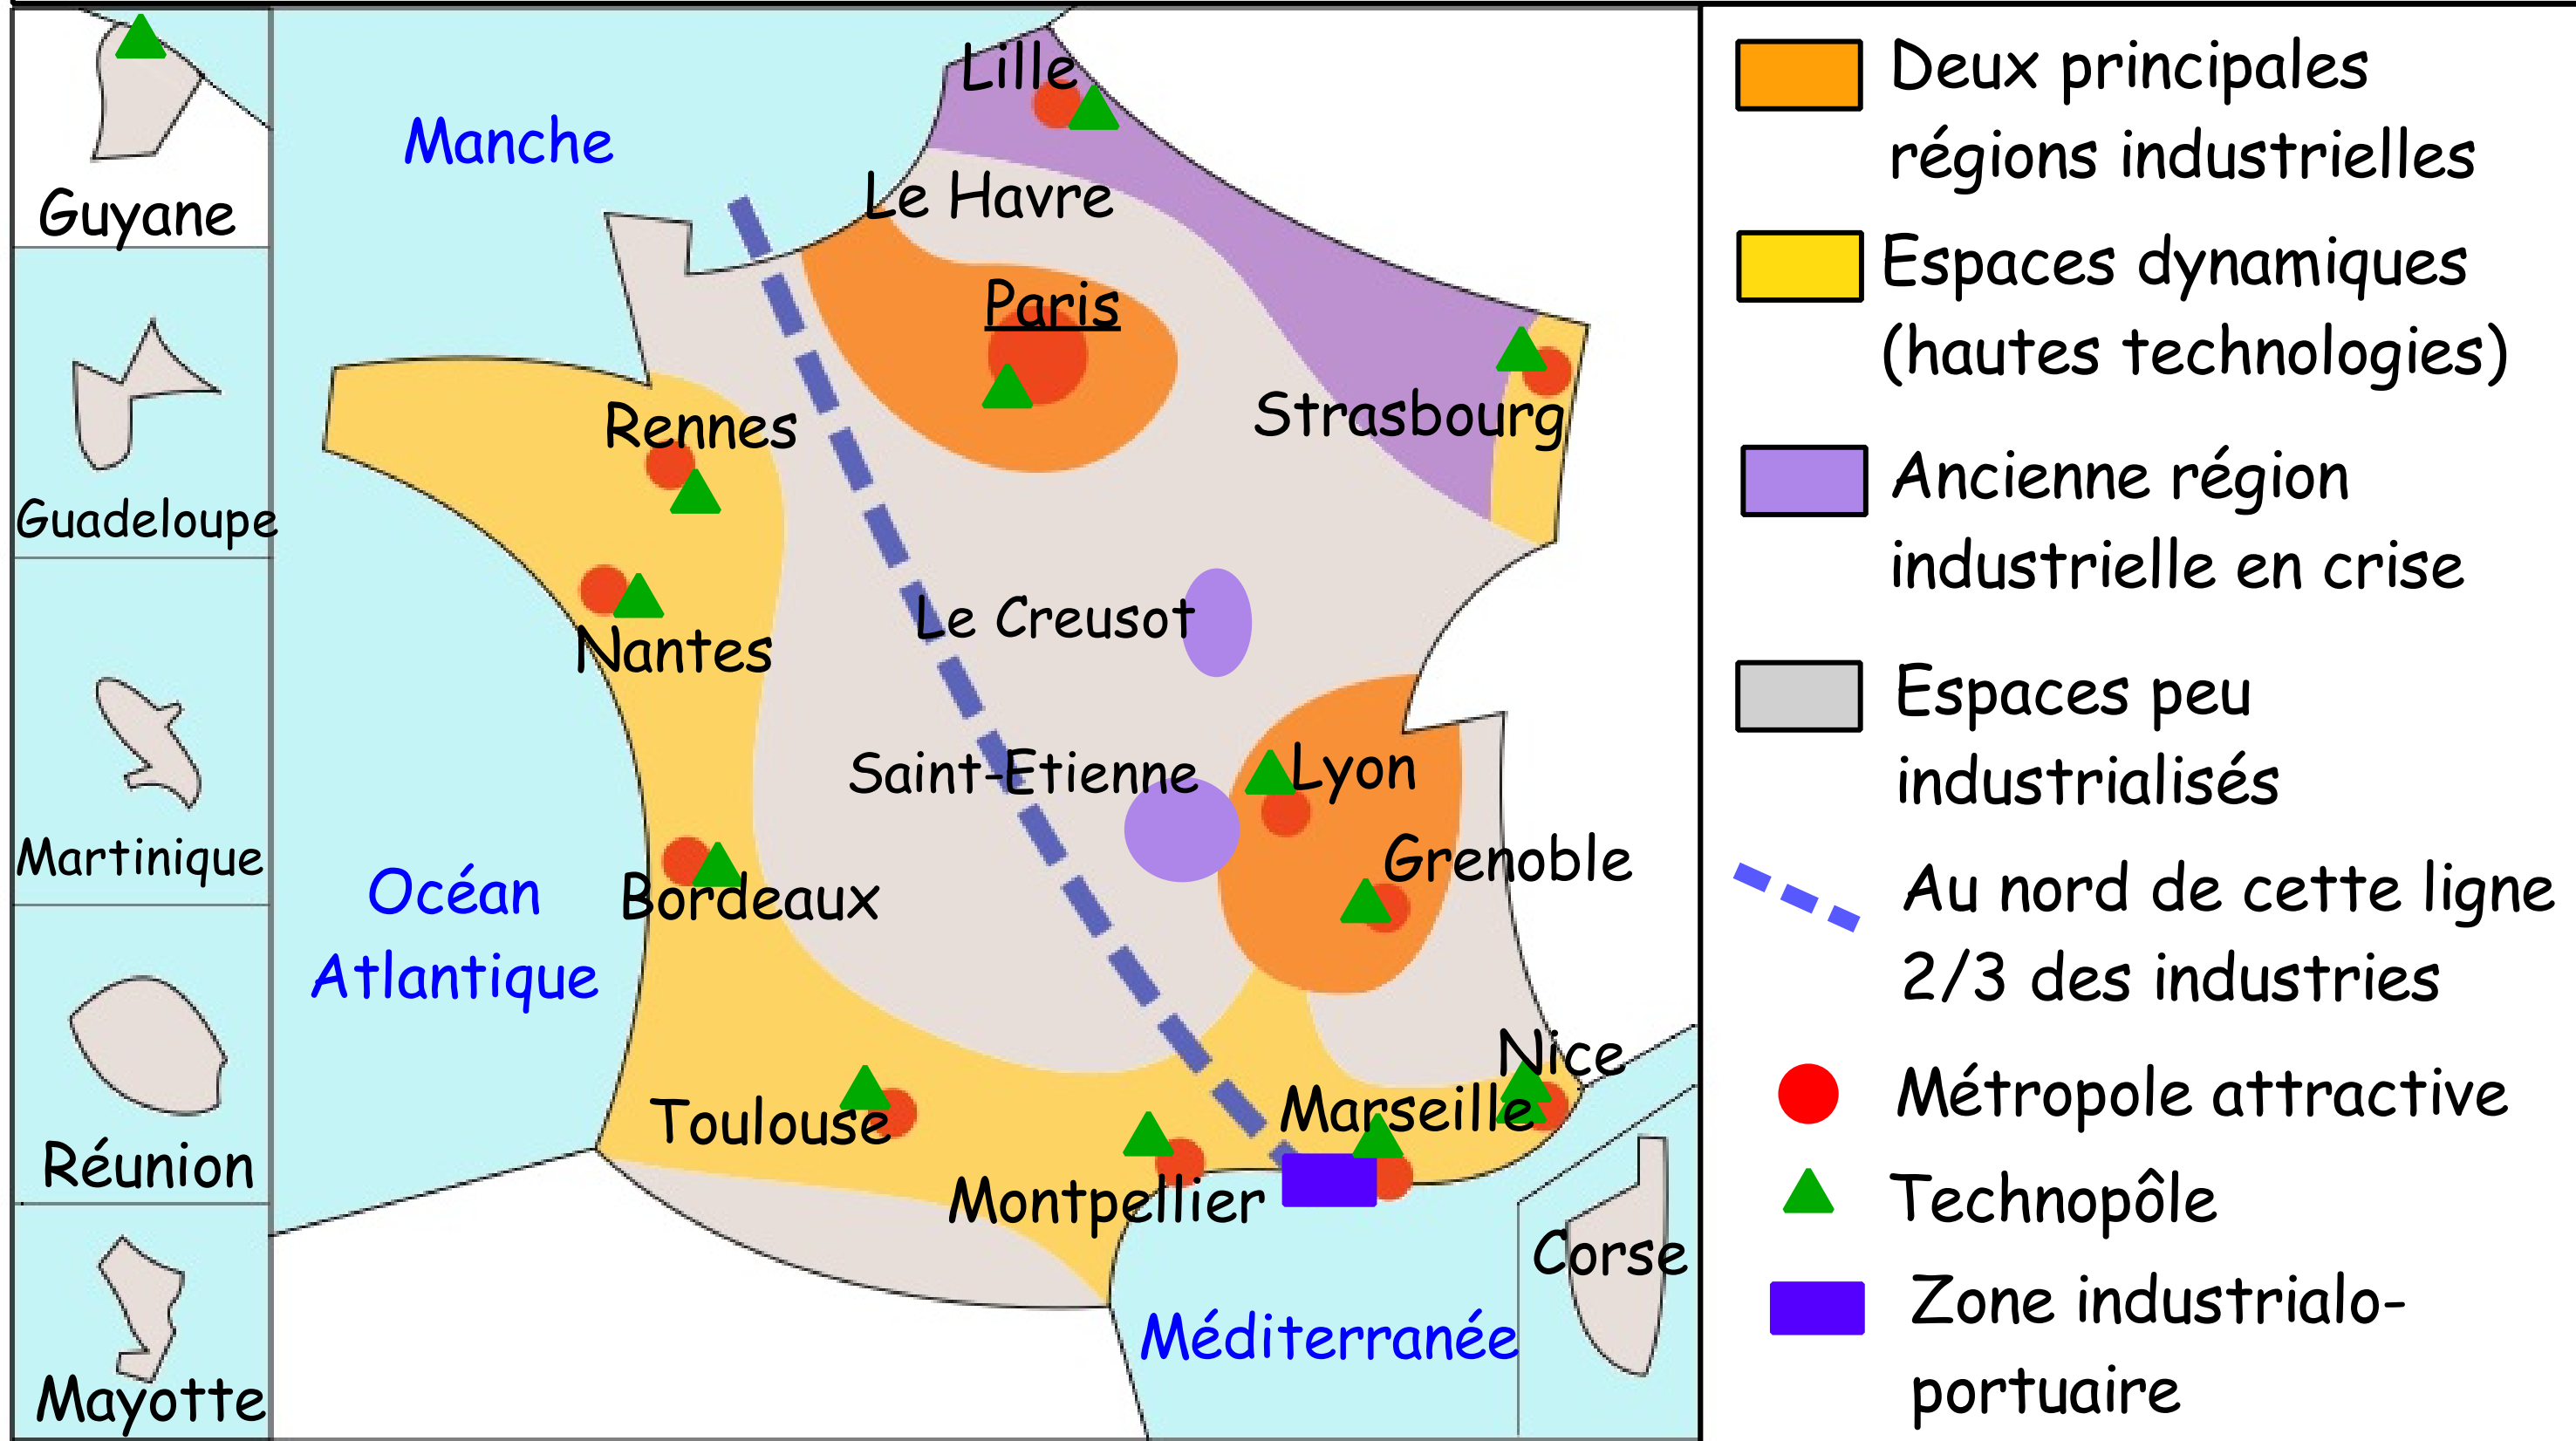 Guyane
Guadeloupe
Martinique
Réunion
Mayotte
Manche
Lille
Le Havre
Paris
Strasbourg
Rennes
Nantes
Le Creusot
Saint-Etienne
Lyon
Grenoble
Bordeaux
Océan
Atlantique
Toulouse
Montpellier
Marseille
Nice
Méditerranée
Corse
Deux principales
régions industrielles
Espaces dynamiques
(hautes technologies)
Ancienne région
industrielle en crise
Espaces peu
industrialisés
Au nord de cette ligne
2/3 des industries
Métropole attractive
Technopôle
Zone industrialo-
portuaire